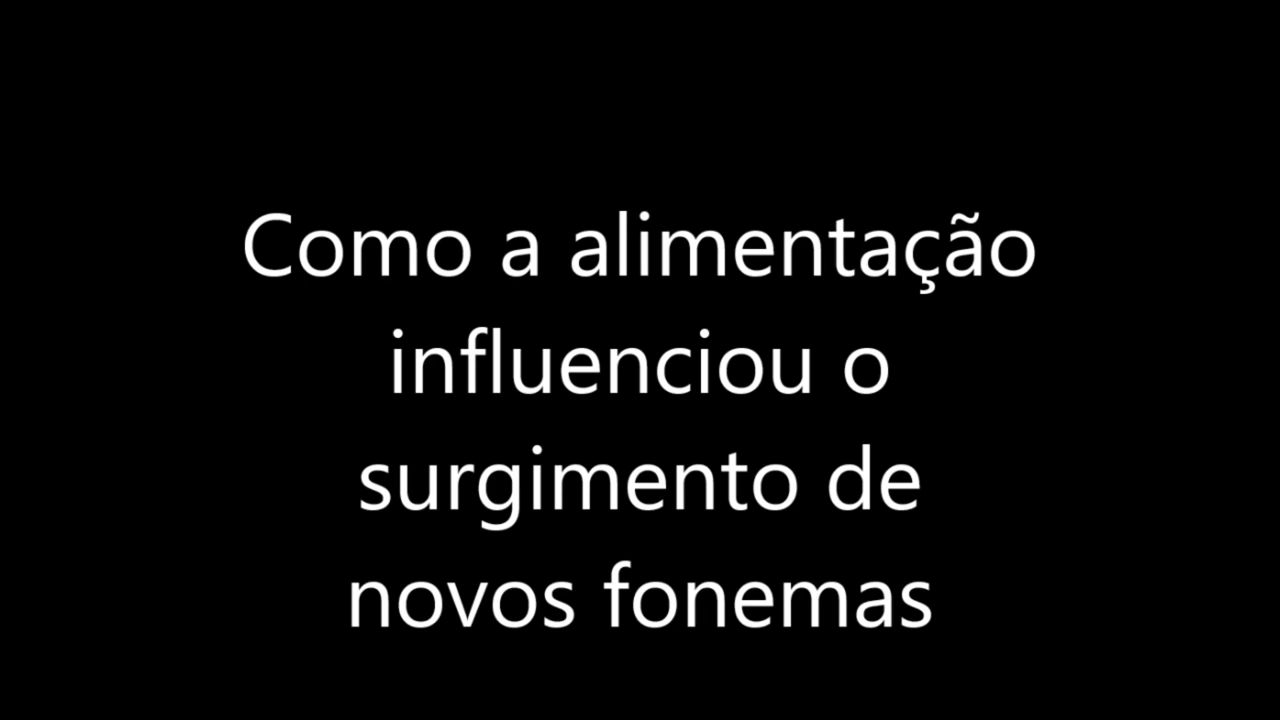 Como a alimentação
influenciou o
surgimento de
novos fonemas